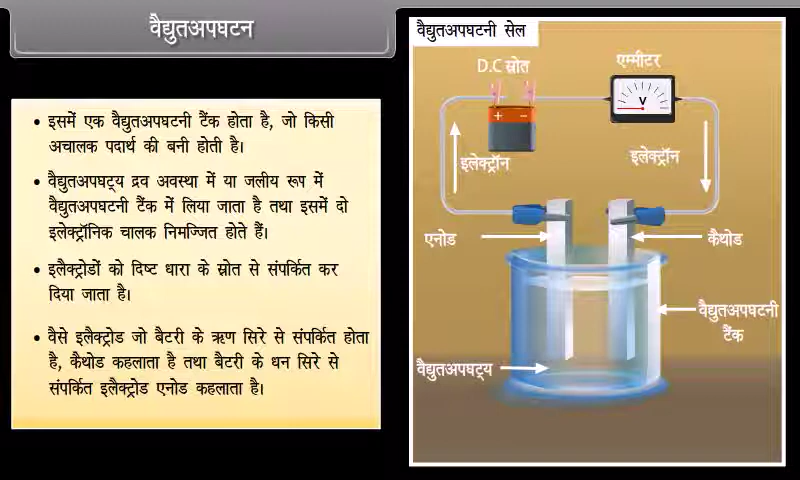 वैद्युतअपघटन
• इसमें एक वैद्युतअपघटनी टैंक होता है, जो किसी
अचालक पदार्थ की बनी होती है।
• वैद्युतअपघट्य द्रव अवस्था में या जलीय रूप में
वैद्युतअपघटनी टैंक में लिया जाता है तथा इसमें दो
इलेक्ट्रॉनिक चालक निमज्जित होते हैं।
• इलैक्ट्रोडों को दिष्ट धारा के स्रोत से संपर्कित कर
दिया जाता है।
• वैसे इलैक्ट्रोड जो बैटरी के ऋण सिरे से संपर्कित होता
है, कैथोड कहलाता है तथा बैटरी के धन सिरे से
संपर्कित इलैक्ट्रोड एनोड कहलाता है।
वैद्युतअपघटनी सेल
D.C स्रोत
एम्मीटर
+ −
V
इलेक्ट्रॉन
इलेक्ट्रॉन
एनोड
कैथोड
वैद्युतअपघटनी
टैंक
वैद्युतअपघट्य